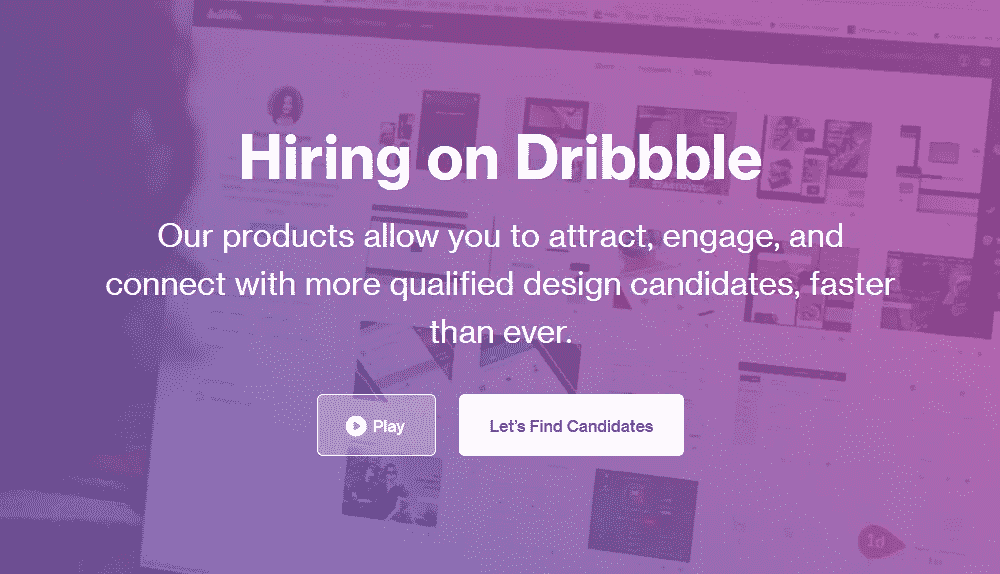 Hiring on Dribbble
Our products allow you to attract, engage, and
connect with more qualified design candidates, faster
than ever.
Play
Let's Find Candidates
1d